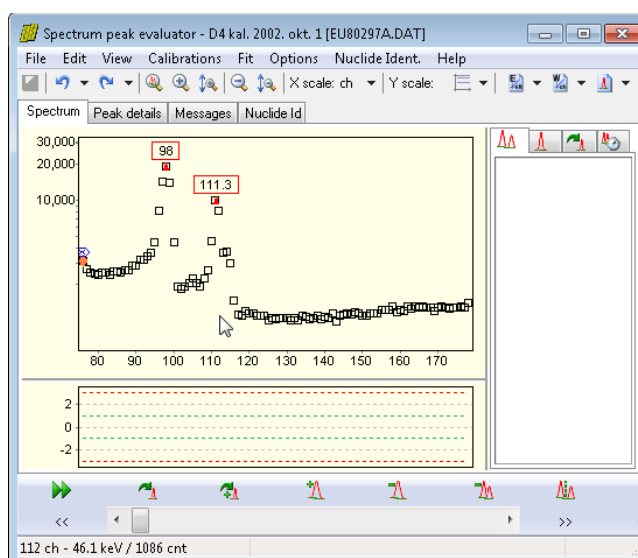 Spectrum peak evaluator - D4 kal. 2002. okt. 1 [EU80297A.DAT]
File Edit View Calibrations Fit Options Nuclide Ident. Help
X scale: ch Y scale:
Spectrum Peak details Messages Nuclide Id
30,000
20,000
10,000
98
111.3
80 90 100 110 120 130 140 150 160 170
2
0
-2
<< >>
112 ch - 46.1 keV / 1086 cnt